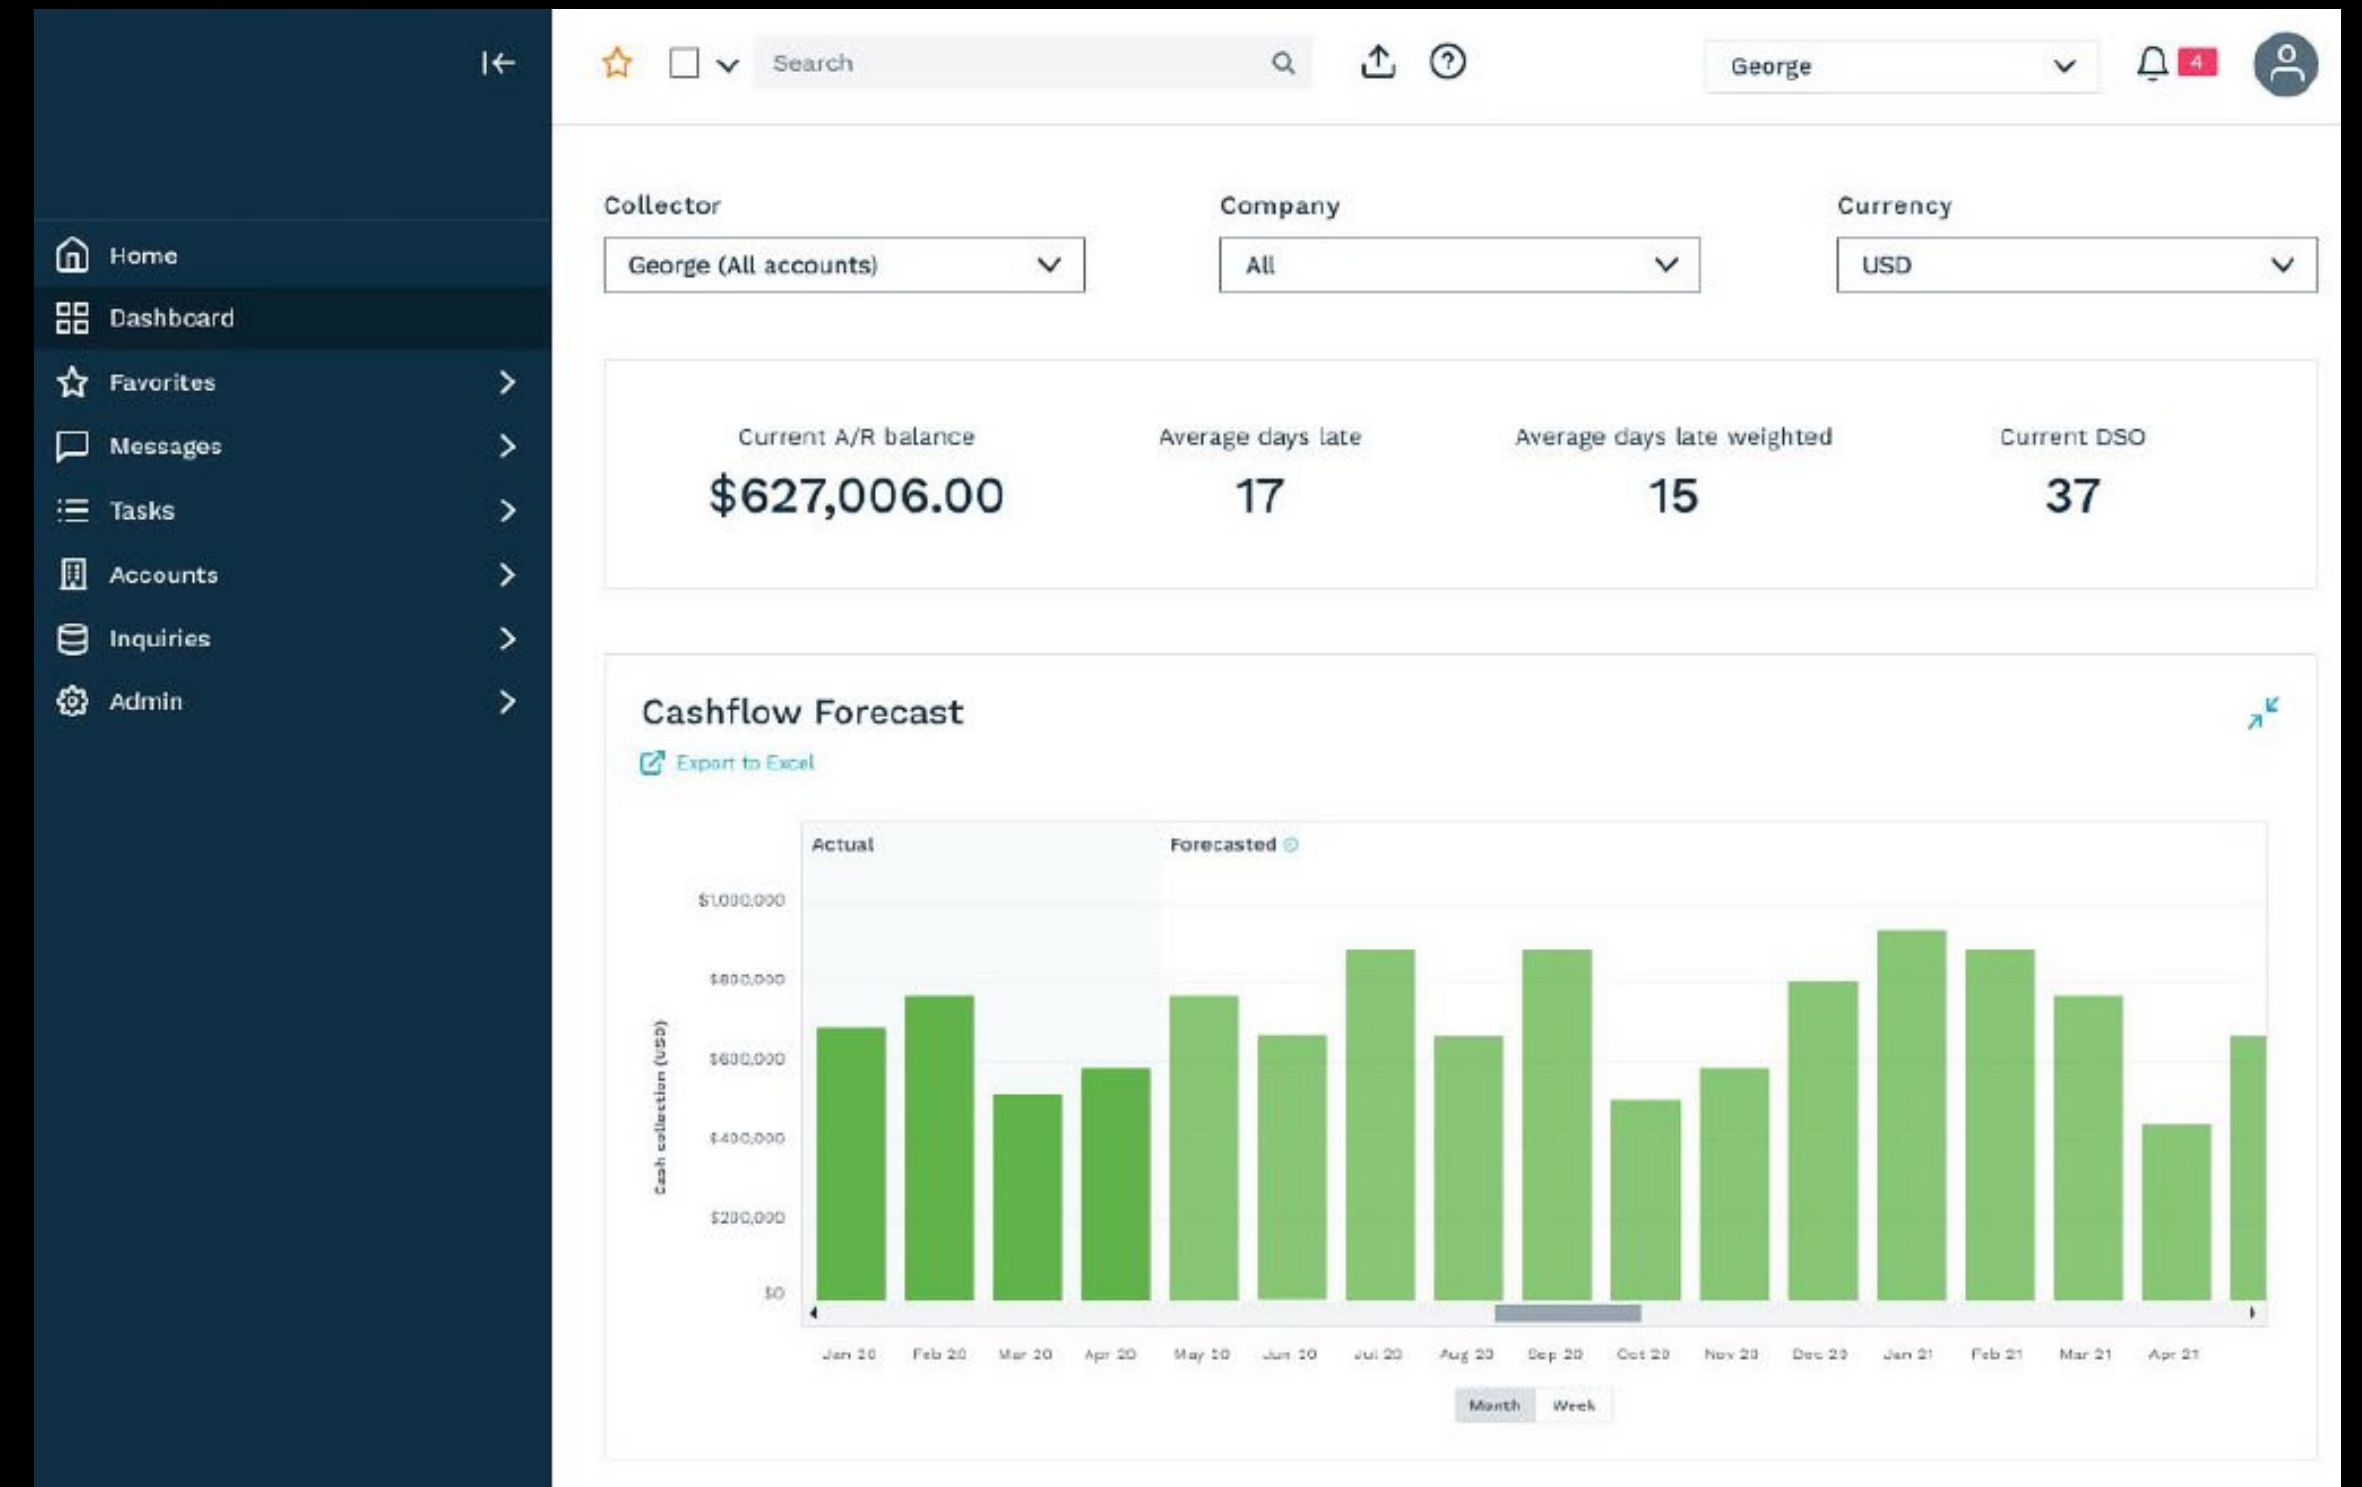 Search
George
4
Home
Dashboard
Favorites
Messages
Tasks
Accounts
Inquiries
Admin
Collector
George (All accounts)
Company
All
Currency
USD
Current A/R balance
$627,006.00
Average days late
17
Average days late weighted
15
Current DSO
37
Cashflow Forecast
Export to Excel
Actual
Forecasted
Cash collection (USD)
$1,000,000
$800,000
$600,000
$400,000
$200,000
$0
Jan 20 Feb 20 Mar 20 Apr 20 May 20 Jun 20 Jul 20 Aug 20 Sep 20 Oct 20 Nov 20 Dec 20 Jan 21 Feb 21 Mar 21 Apr 21
Month Week